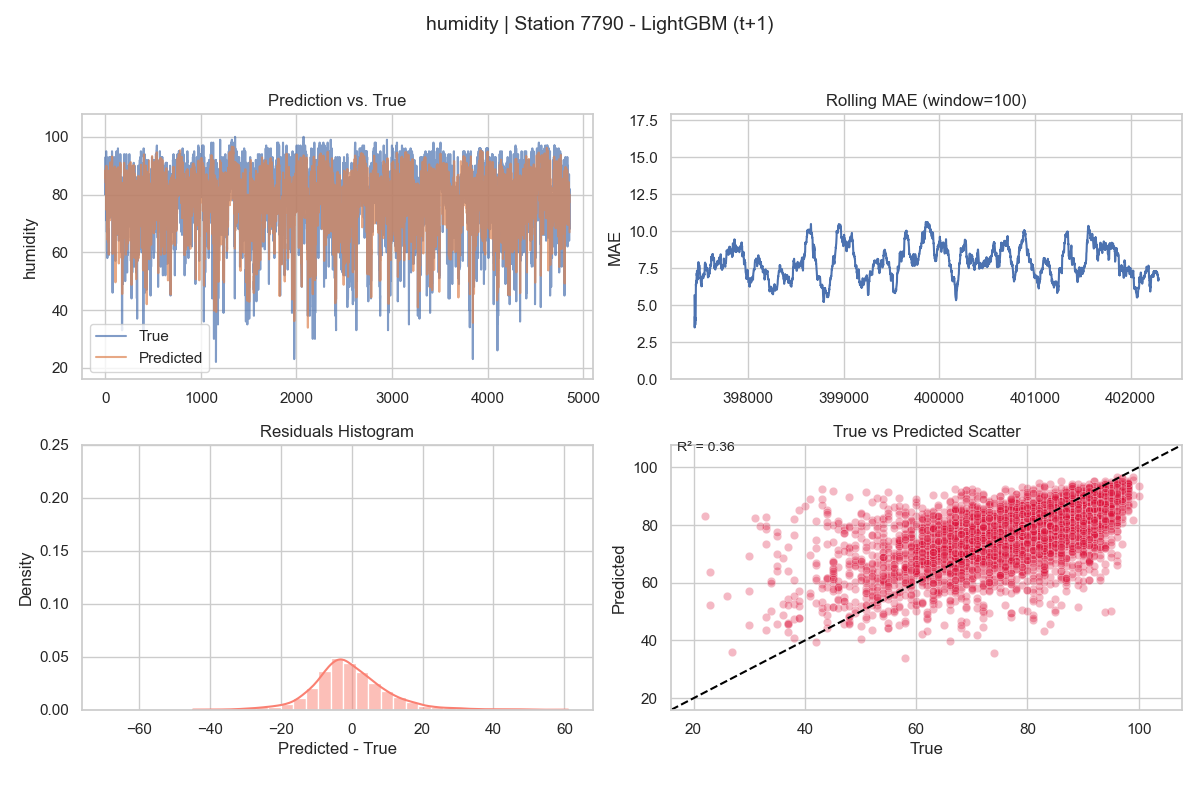 humidity | Station 7790 - LightGBM (t+1)
Prediction vs. True
humidity
100
80
60
40
20
True
Predicted
0 1000 2000 3000 4000 5000
Rolling MAE (window=100)
MAE
17.5
15.0
12.5
10.0
7.5
5.0
2.5
0.0
398000 399000 400000 401000 402000
Residuals Histogram
Density
0.25
0.20
0.15
0.10
0.05
0.00
−60 −40 −20 0 20 40 60
Predicted - True
True vs Predicted Scatter
R² = 0.36
Predicted
100
80
60
40
20
20 40 60 80 100
True